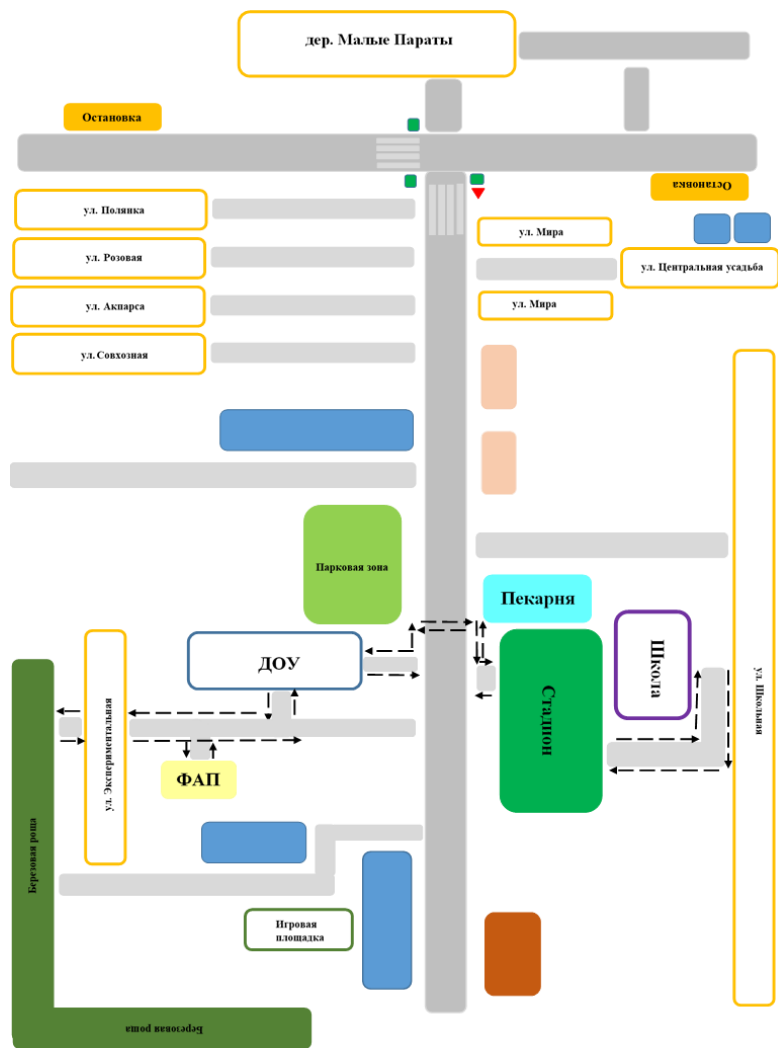 дер. Малые Параты
Остановка
Остановка
ул. Полянка
ул. Мира
ул. Розовая
ул. Центральная усадьба
ул. Акпарса
ул. Мира
ул. Совхозная
Парковая зона
Пекарня
ДОУ
Школа
Стадион
ул. Школьная
ул. Экспериментальная
ФАП
Березовая роща
Игровая
площадка
Березовая роща